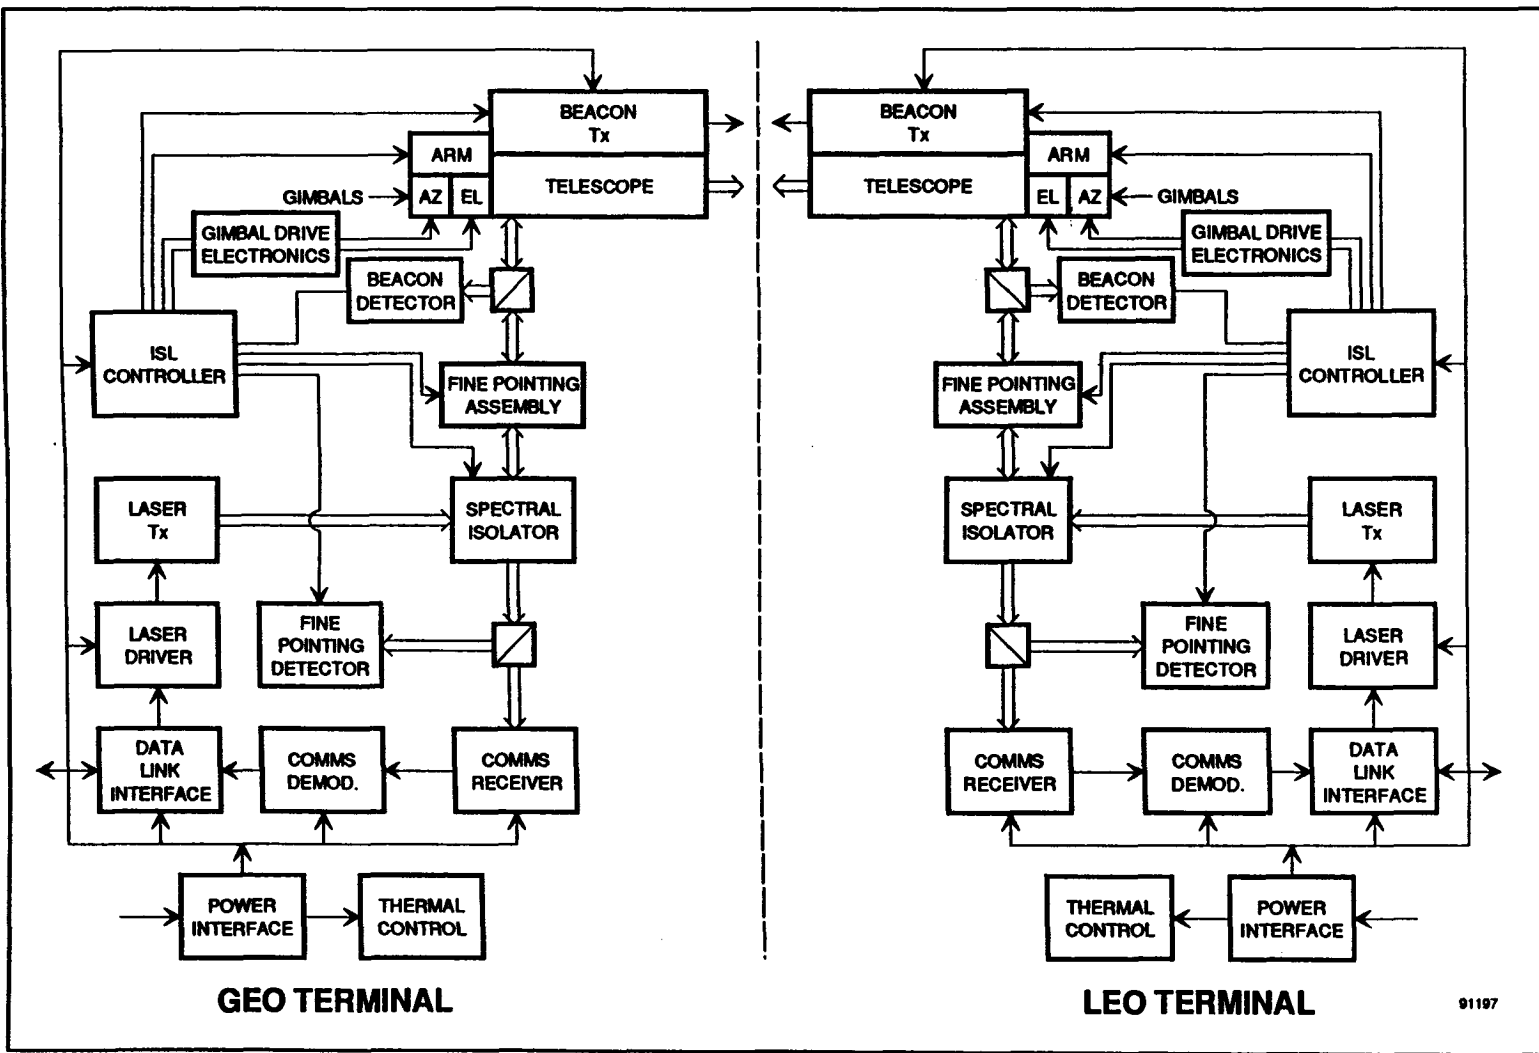 BEACON
Tx
ARM
TELESCOPE
GIMBALS
AZ
EL
GIMBAL DRIVE
ELECTRONICS
BEACON
DETECTOR
ISL
CONTROLLER
FINE POINTING
ASSEMBLY
LASER
Tx
SPECTRAL
ISOLATOR
LASER
DRIVER
FINE
POINTING
DETECTOR
DATA
LINK
INTERFACE
COMMS
DEMOD.
COMMS
RECEIVER
POWER
INTERFACE
THERMAL
CONTROL
GEO TERMINAL
BEACON
Tx
ARM
TELESCOPE
EL
AZ
GIMBALS
GIMBAL DRIVE
ELECTRONICS
BEACON
DETECTOR
ISL
CONTROLLER
FINE POINTING
ASSEMBLY
SPECTRAL
ISOLATOR
LASER
Tx
FINE
POINTING
DETECTOR
LASER
DRIVER
COMMS
RECEIVER
COMMS
DEMOD.
DATA
LINK
INTERFACE
THERMAL
CONTROL
POWER
INTERFACE
LEO TERMINAL
91197